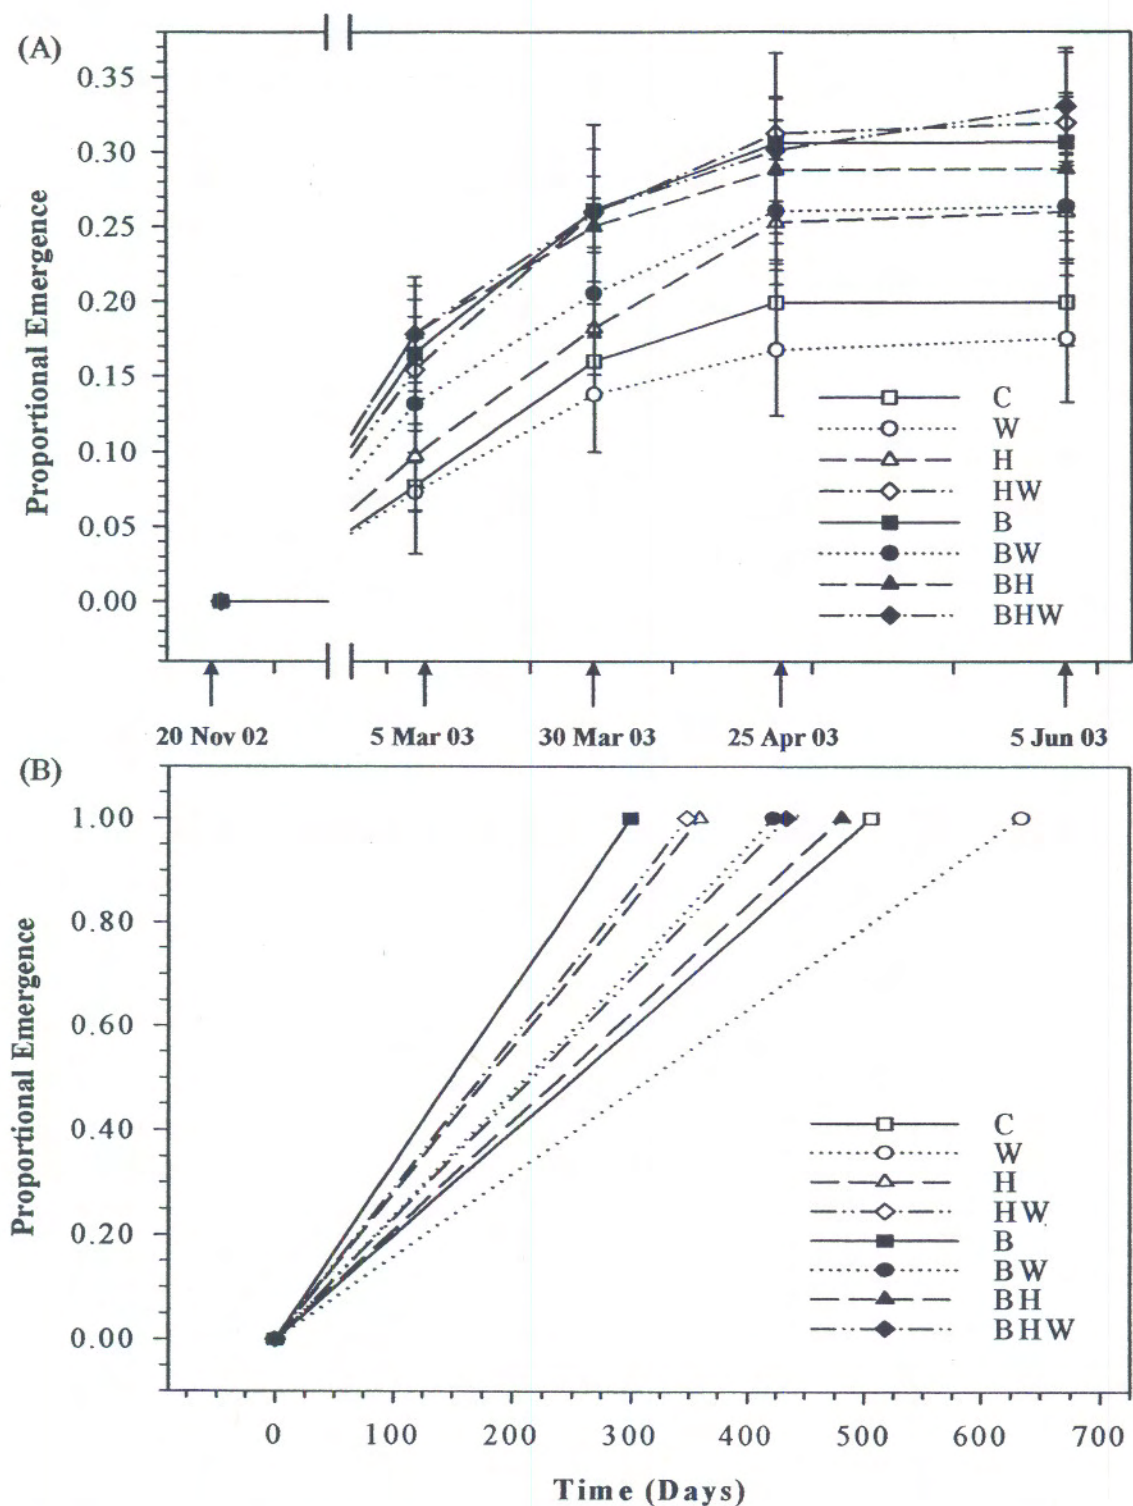 (A)
0.35
0.30
0.25
0.20
0.15
0.10
0.05
0.00
Proportional Emergence
C
W
H
HW
B
BW
BH
BHW
20 Nov 02
5 Mar 03
30 Mar 03
25 Apr 03
5 Jun 03
(B)
1.00
0.80
0.60
0.40
0.20
0.00
Proportional Emergence
C
W
H
HW
B
BW
BH
BHW
0 100 200 300 400 500 600 700
Time (Days)